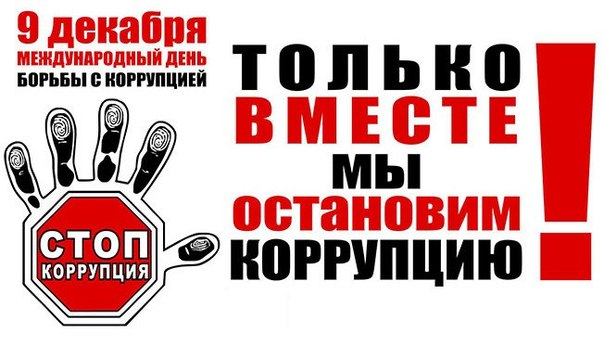 9 декабря
МЕЖДУНАРОДНЫЙ ДЕНЬ
БОРЬБЫ С КОРРУПЦИЕЙ
СТОП
КОРРУПЦИЯ
ТОЛЬКО
ВМЕСТЕ
МЫ
ОСТАНОВИМ
КОРРУПЦИЮ!